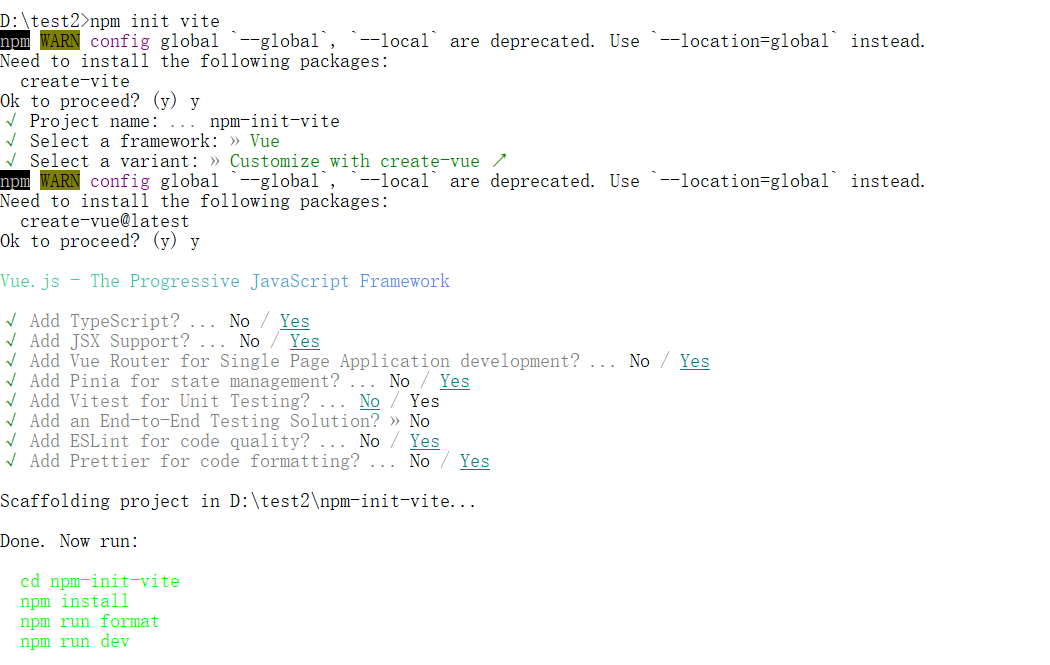 D:\test2>npm init vite
npm WARN config global `--global`, `--local` are deprecated. Use `--location=global` instead.
Need to install the following packages:
  create-vite
Ok to proceed? (y) y
√ Project name: ... npm-init-vite
√ Select a framework: » Vue
√ Select a variant: » Customize with create-vue ↗
npm WARN config global `--global`, `--local` are deprecated. Use `--location=global` instead.
Need to install the following packages:
  create-vue@latest
Ok to proceed? (y) y
Vue.js - The Progressive JavaScript Framework
√ Add TypeScript? ... No / Yes
√ Add JSX Support? ... No / Yes
√ Add Vue Router for Single Page Application development? ... No / Yes
√ Add Pinia for state management? ... No / Yes
√ Add Vitest for Unit Testing? ... No / Yes
√ Add an End-to-End Testing Solution? » No
√ Add ESLint for code quality? ... No / Yes
√ Add Prettier for code formatting? ... No / Yes
Scaffolding project in D:\test2\npm-init-vite...
Done. Now run:
  cd npm-init-vite
  npm install
  npm run format
  npm run dev